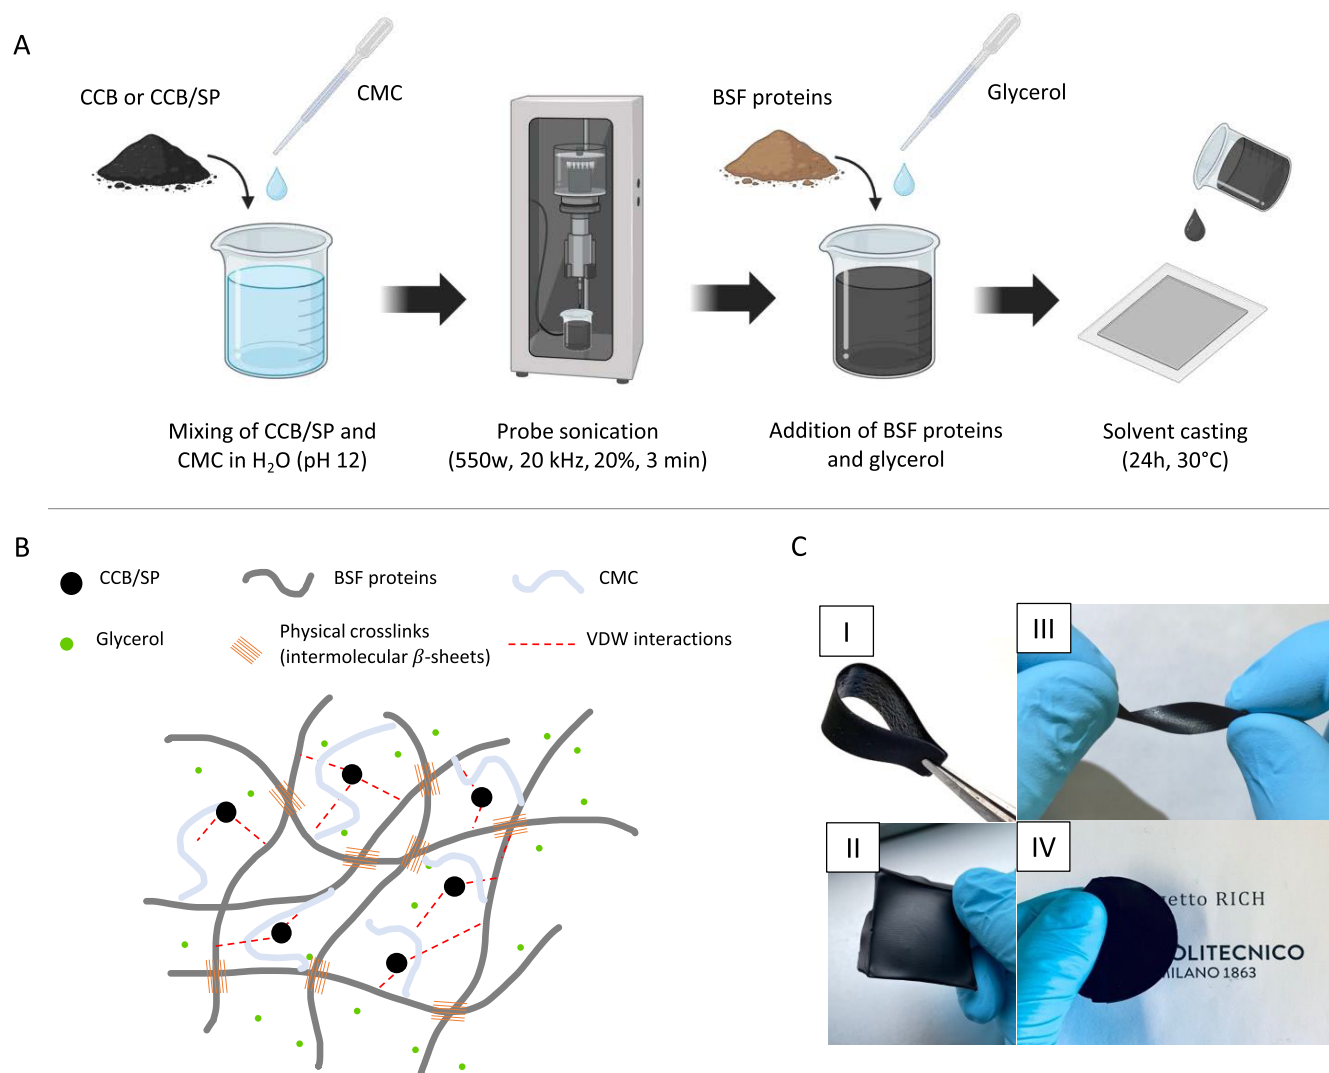 A
CCB or CCB/SP
CMC
BSF proteins
Glycerol
Mixing of CCB/SP and
CMC in H₂O (pH 12)
Probe sonication
(550w, 20 kHz, 20%, 3 min)
Addition of BSF proteins
and glycerol
Solvent casting
(24h, 30°C)
B
CCB/SP
BSF proteins
CMC
Glycerol
Physical crosslinks
(intermolecular β-sheets)
VDW interactions
C
I
III
II
IV
etto RICH
OLITECNICO
MILANO 1863